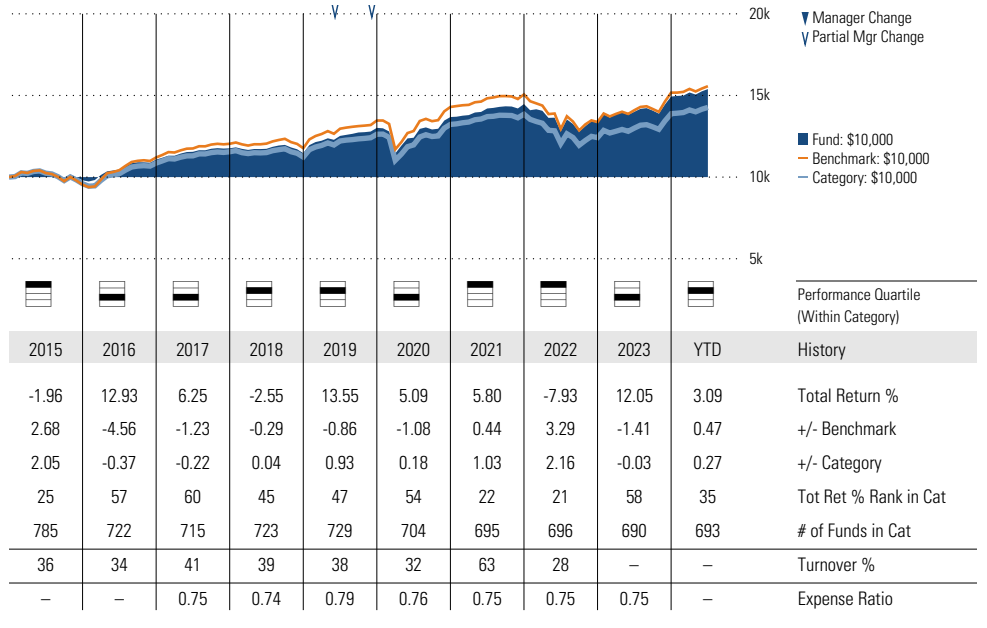 20k
▼ Manager Change
∨ Partial Mgr Change
15k
Fund: $10,000
Benchmark: $10,000
Category: $10,000
10k
5k
Performance Quartile
(Within Category)
2015 2016 2017 2018 2019 2020 2021 2022 2023 YTD History
-1.96 12.93 6.25 -2.55 13.55 5.09 5.80 -7.93 12.05 3.09 Total Return %
2.68 -4.56 -1.23 -0.29 -0.86 -1.08 0.44 3.29 -1.41 0.47 +/- Benchmark
2.05 -0.37 -0.22 0.04 0.93 0.18 1.03 2.16 -0.03 0.27 +/- Category
25 57 60 45 47 54 22 21 58 35 Tot Ret % Rank in Cat
785 722 715 723 729 704 695 696 690 693 # of Funds in Cat
36 34 41 39 38 32 63 28 – – Turnover %
– – 0.75 0.74 0.79 0.76 0.75 0.75 0.75 – Expense Ratio